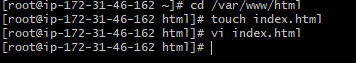 [root@ip-172-31-46-162 ~]# cd /var/www/html
[root@ip-172-31-46-162 html]# touch index.html
[root@ip-172-31-46-162 html]# vi index.html
[root@ip-172-31-46-162 html]#